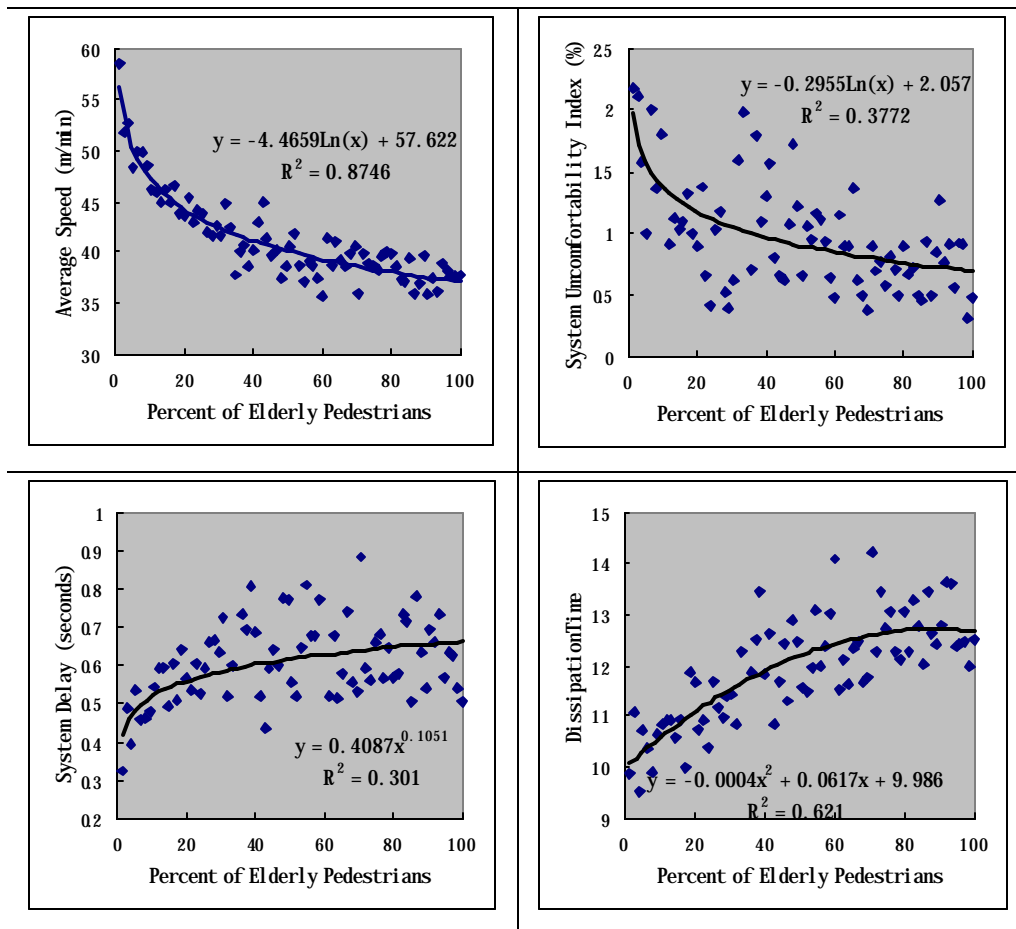 60
55
50
45
40
35
30
Average Speed (m/min)
y = -4.4659Ln(x) + 57.622
R² = 0.8746
0 20 40 60 80 100
Percent of Elderly Pedestrians
2.5
2
1.5
1
0.5
0
System Uncomfortability Index (%)
y = -0.2955Ln(x) + 2.057
R² = 0.3772
0 20 40 60 80 100
Percent of Elderly Pedestrians
1
0.9
0.8
0.7
0.6
0.5
0.4
0.3
0.2
System Delay (seconds)
y = 0.4087x^0.1051
R² = 0.301
0 20 40 60 80 100
Percent of Elderly Pedestrians
15
14
13
12
11
10
9
DissipationTime
y = -0.0004x² + 0.0617x + 9.986
R² = 0.621
0 20 40 60 80 100
Percent of Elderly Pedestrians